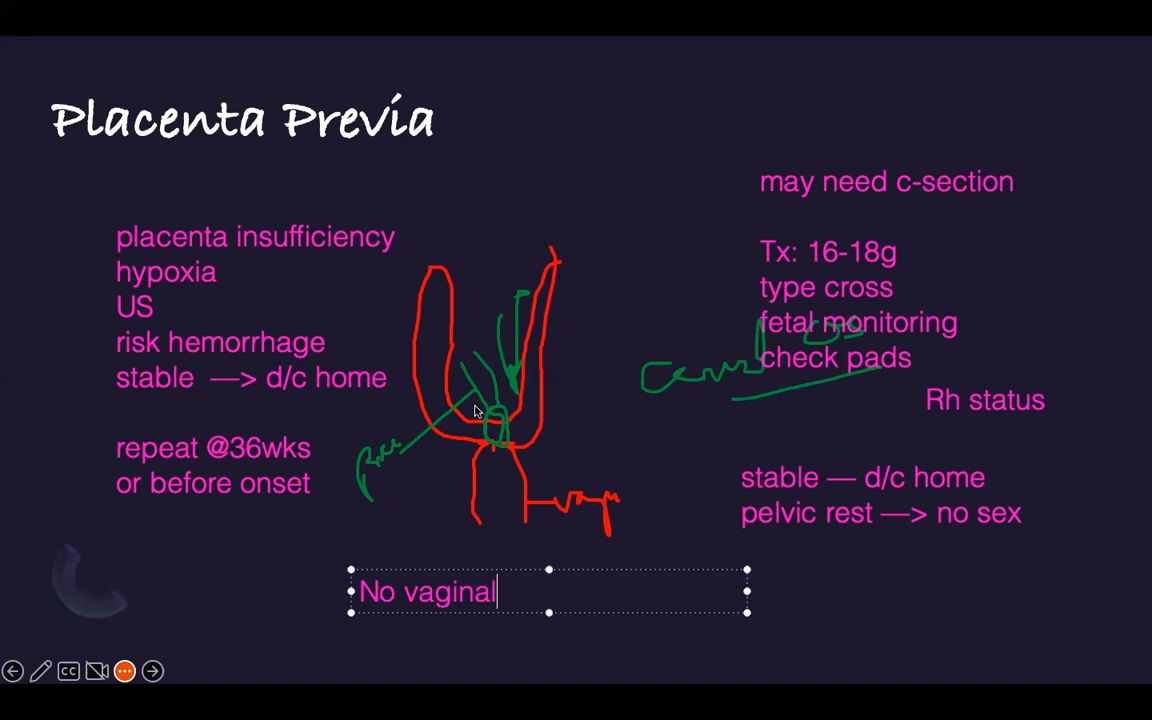 Placenta Previa
placenta insufficiency
hypoxia
US
risk hemorrhage
stable —> d/c home
repeat @36wks
or before onset
may need c-section
Tx: 16-18g
type cross
fetal monitoring
check pads
Rh status
stable — d/c home
pelvic rest —> no sex
No vaginal
CC